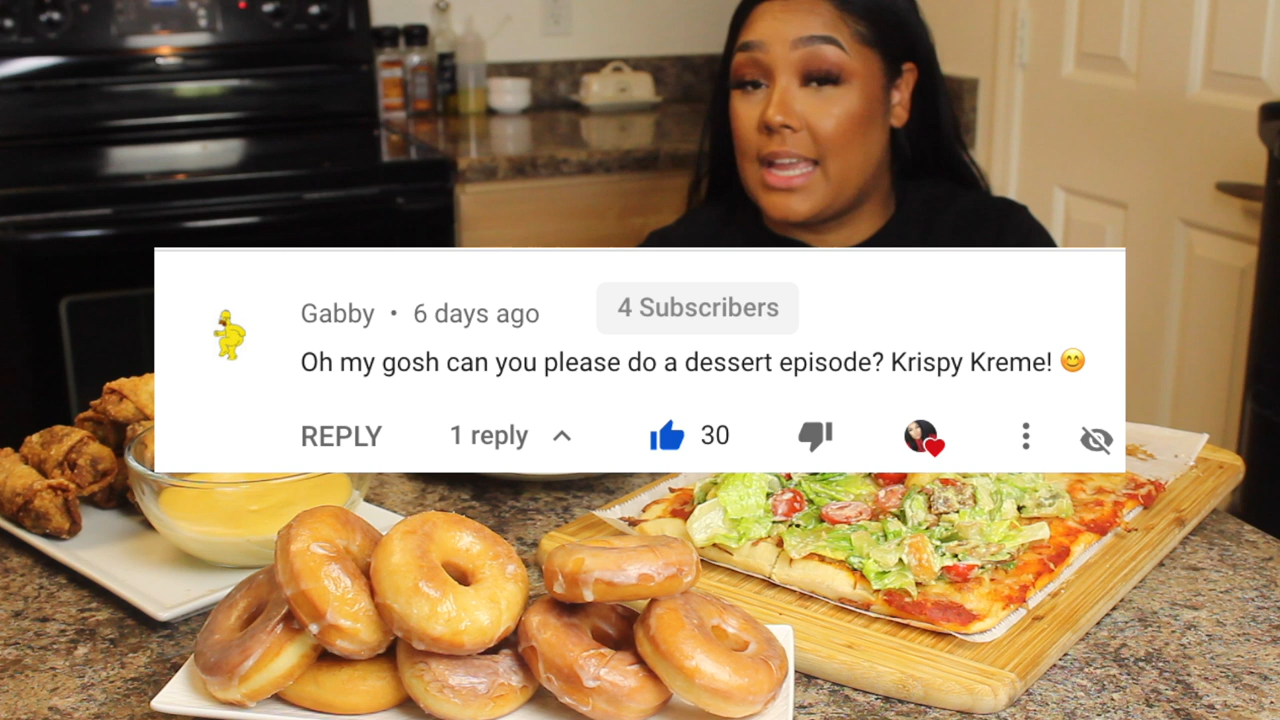 Gabby • 6 days ago 4 Subscribers
Oh my gosh can you please do a dessert episode? Krispy Kreme! 😊
REPLY 1 reply 30